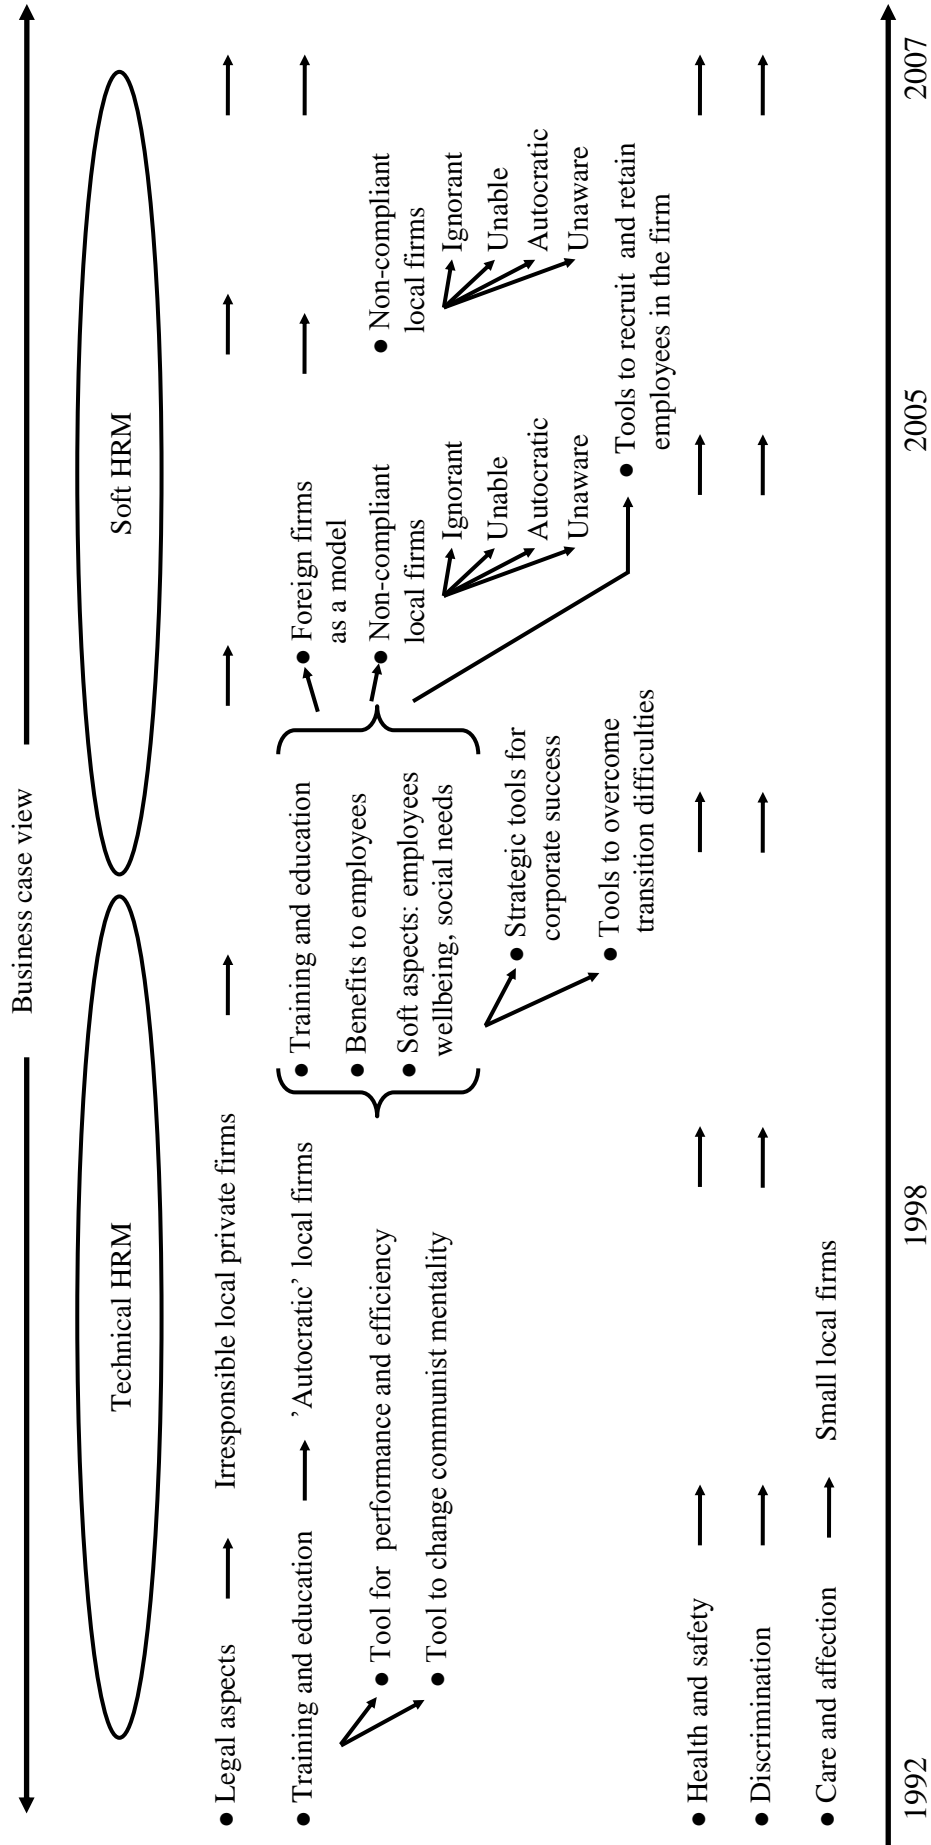 Business case view
Technical HRM
Soft HRM
● Legal aspects
Irresponsible local private firms
● Training and education
’Autocratic’ local firms
● Tool for performance and efficiency
● Tool to change communist mentality
● Training and education
● Benefits to employees
● Soft aspects: employees
wellbeing, social needs
● Strategic tools for
corporate success
● Tools to overcome
transition difficulties
● Foreign firms
as a model
● Non-compliant
local firms
Ignorant
Unable
Autocratic
Unaware
● Non-compliant
local firms
Ignorant
Unable
Autocratic
Unaware
● Tools to recruit and retain
employees in the firm
● Health and safety
● Discrimination
● Care and affection
Small local firms
1992
1998
2005
2007